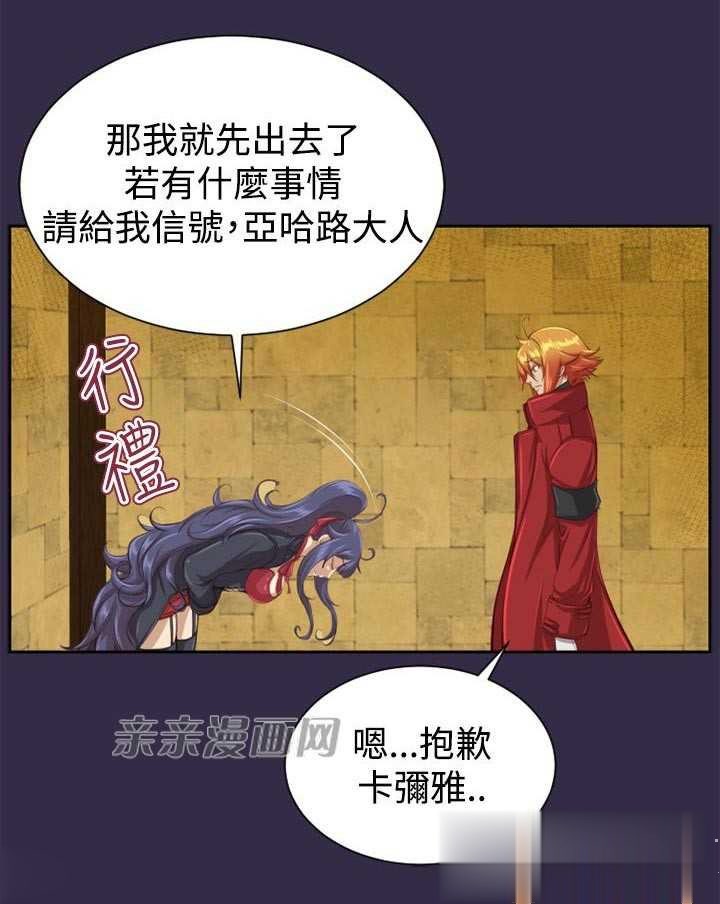 那我就先出去了
若有什麼事情
請給我信號，亞哈路大人
行禮
嗯...抱歉
卡彌雅..
亲亲漫画网